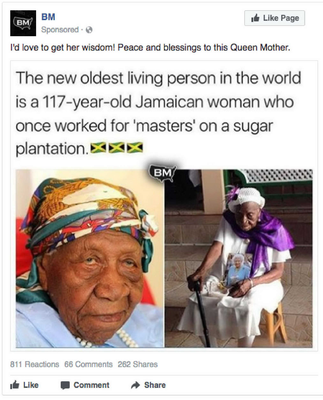 BM
BM
Like Page
Sponsored ·
I'd love to get her wisdom! Peace and blessings to this Queen Mother.
The new oldest living person in the world
is a 117-year-old Jamaican woman who
once worked for 'masters' on a sugar
plantation.
BM
811 Reactions 66 Comments 262 Shares
Like Comment Share